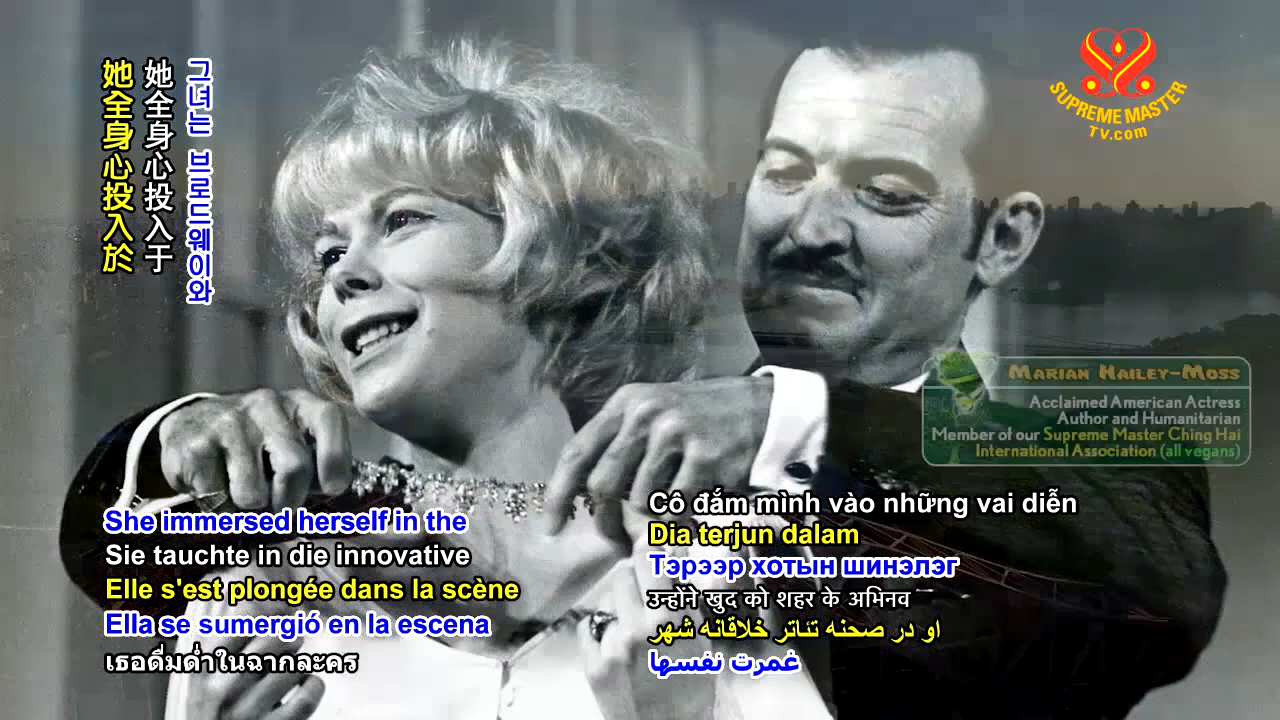 她全身心投入於
她全身心投入于
그녀는 브로드웨이와
SUPREME MASTER
TV.com
MARIAN HAILEY-MOSS
Acclaimed American Actress
Author and Humanitarian
Member of our Supreme Master Ching Hai
International Association (all vegans)
She immersed herself in the
Sie tauchte in die innovative
Elle s'est plongée dans la scène
Ella se sumergió en la escena
เธอดื่มด่ำในฉากละคร
Cô đắm mình vào những vai diễn
Dia terjun dalam
Тэрээр хотын шинэлэг
उन्होंने खुद को शहर के अभिनव
او در صحنه تئاتر خلاقانه شهر
غمرت نفسها